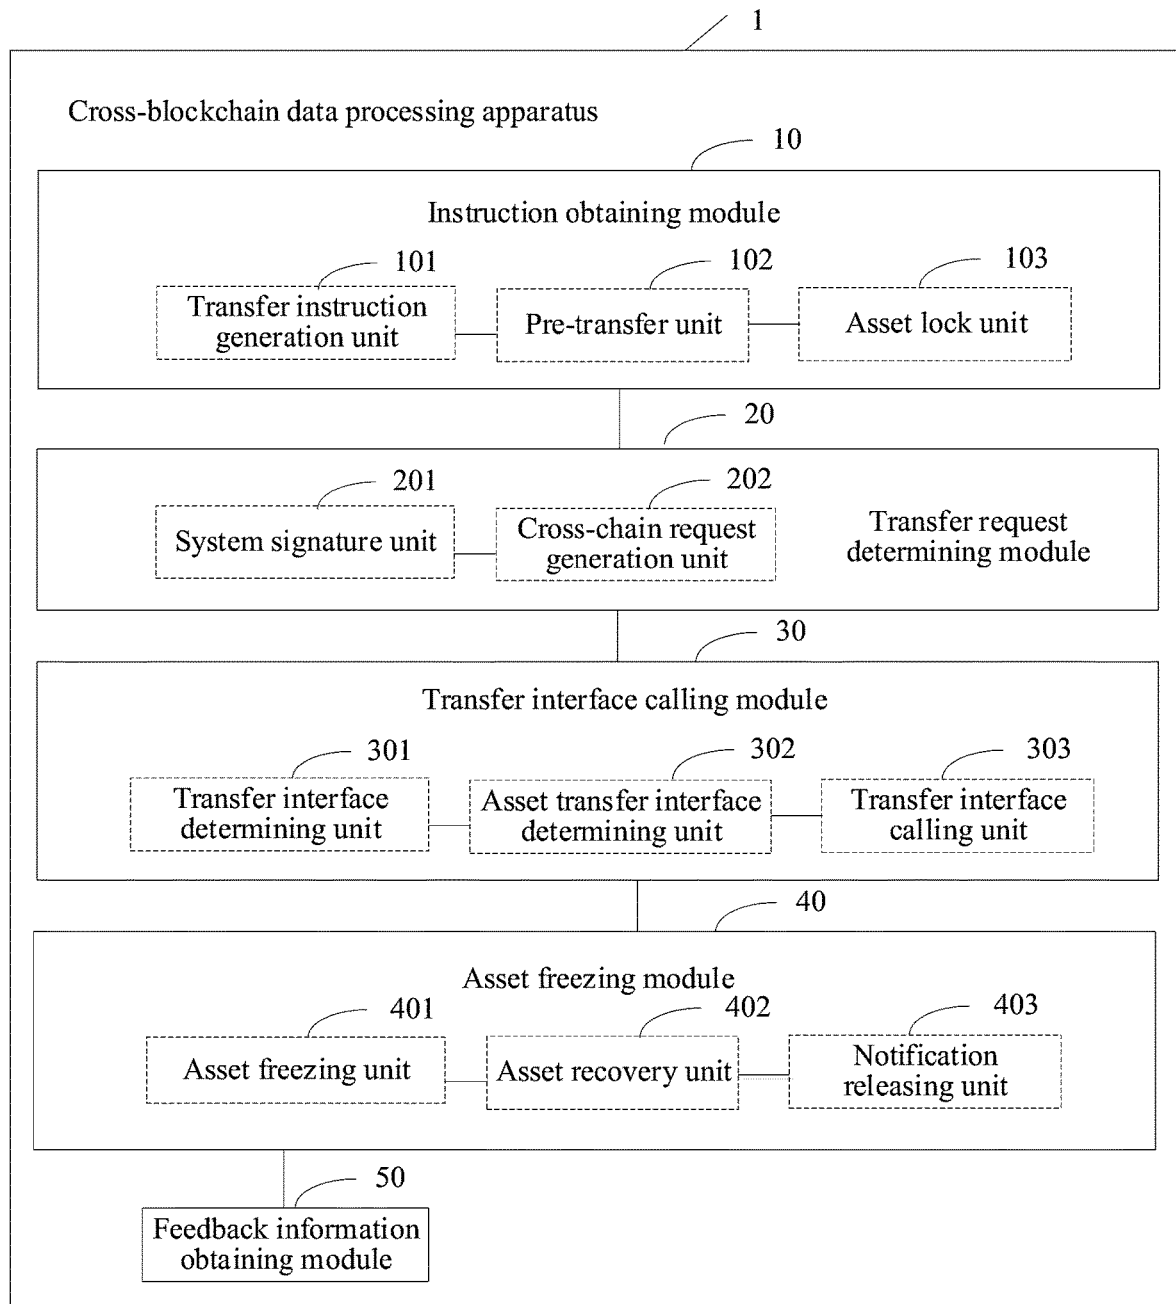 1
Cross-blockchain data processing apparatus
10
Instruction obtaining module
101
102
103
Transfer instruction
generation unit
Pre-transfer unit
Asset lock unit
20
201
202
System signature unit
Cross-chain request
generation unit
Transfer request
determining module
30
Transfer interface calling module
301
302
303
Transfer interface
determining unit
Asset transfer interface
determining unit
Transfer interface
calling unit
40
Asset freezing module
401
402
403
Asset freezing unit
Asset recovery unit
Notification
releasing unit
50
Feedback information
obtaining module